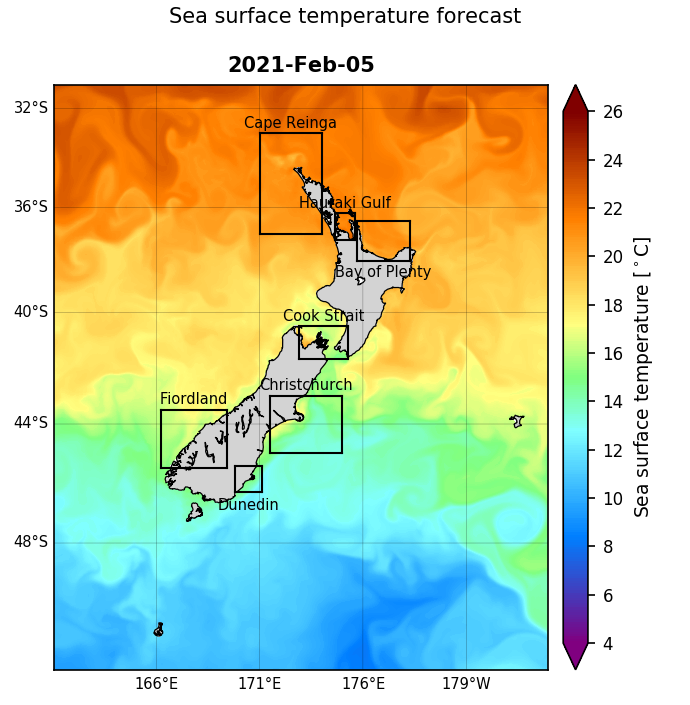 Sea surface temperature forecast
2021-Feb-05
32°S
36°S
40°S
44°S
48°S
Cape Reinga
Hauraki Gulf
Bay of Plenty
Cook Strait
Christchurch
Fiordland
Dunedin
166°E
171°E
176°E
179°W
26
24
22
20
18
16
14
12
10
8
6
4
Sea surface temperature [°C]